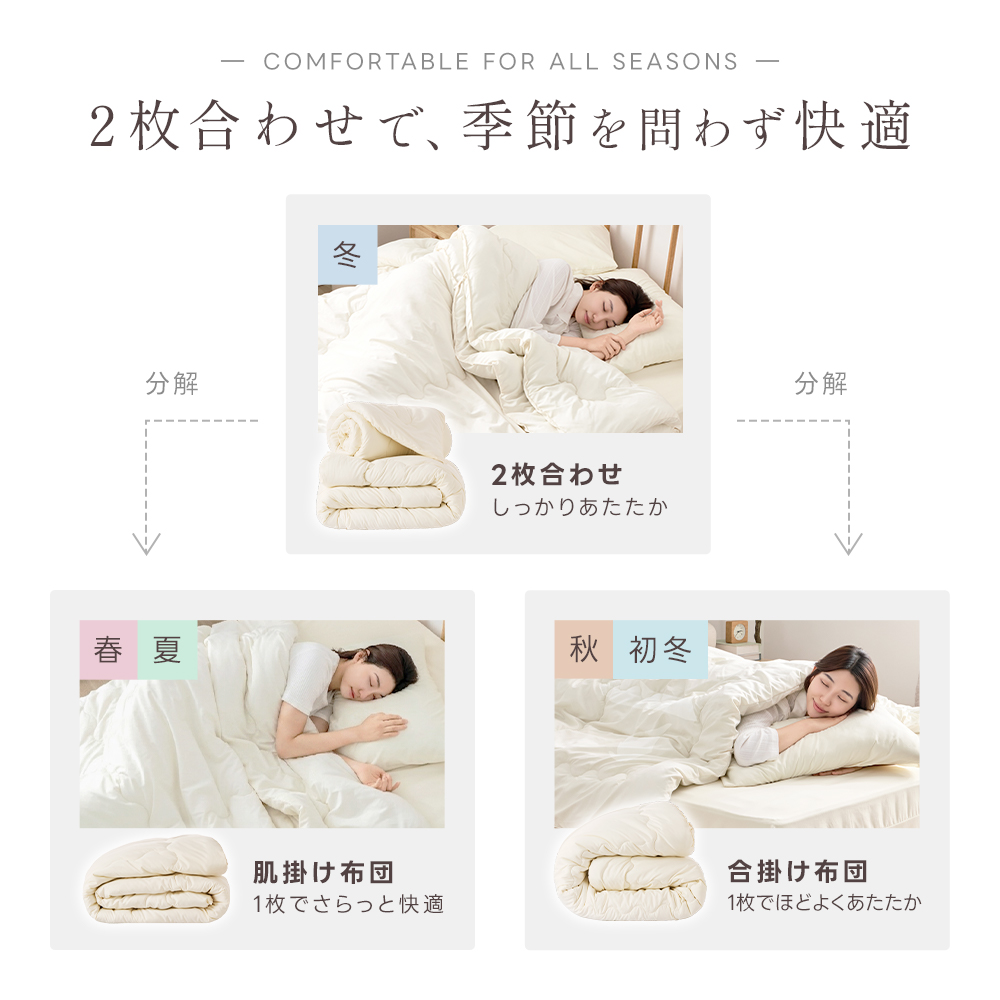 COMFORTABLE FOR ALL SEASONS
2枚合わせで、季節を問わず快適
冬
分解
分解
2枚合わせ
しっかりあたたか
春 夏
秋 初冬
肌掛け布団
1枚でさらっと快適
合掛け布団
1枚でほどよくあたたか